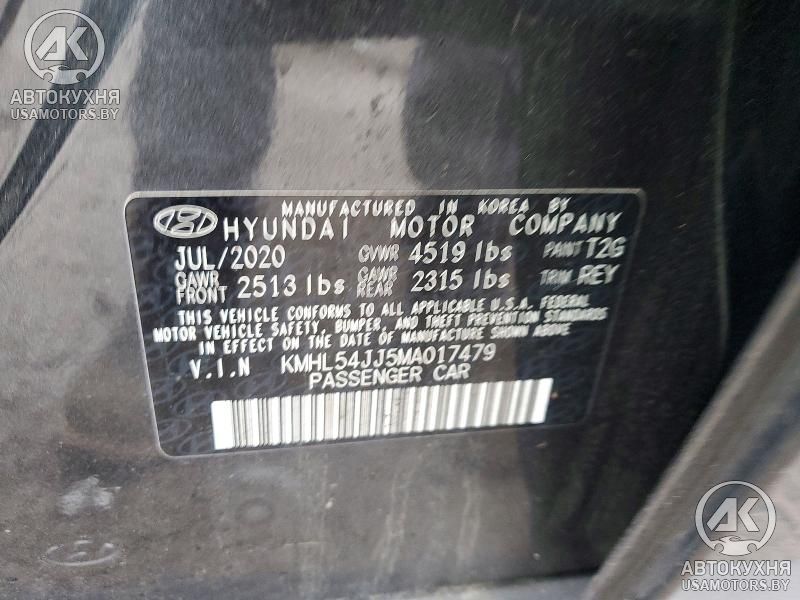 AK
АВТОКУХНЯ
USAMOTORS.BY
MANUFACTURED IN KOREA BY
HYUNDAI MOTOR COMPANY
JUL/2020 GVWR 4519 lbs PAINT T2G
GAWR FRONT 2513 lbs GAWR REAR 2315 lbs TRIM REY
THIS VEHICLE CONFORMS TO ALL APPLICABLE U.S.A. FEDERAL
MOTOR VEHICLE SAFETY, BUMPER, AND THEFT PREVENTION STANDARDS
IN EFFECT ON THE DATE OF MANUFACTURE SHOWN ABOVE.
V.I.N KMHL54JJ5MA017479
PASSENGER CAR
AK
АВТОКУХНЯ
USAMOTORS.BY